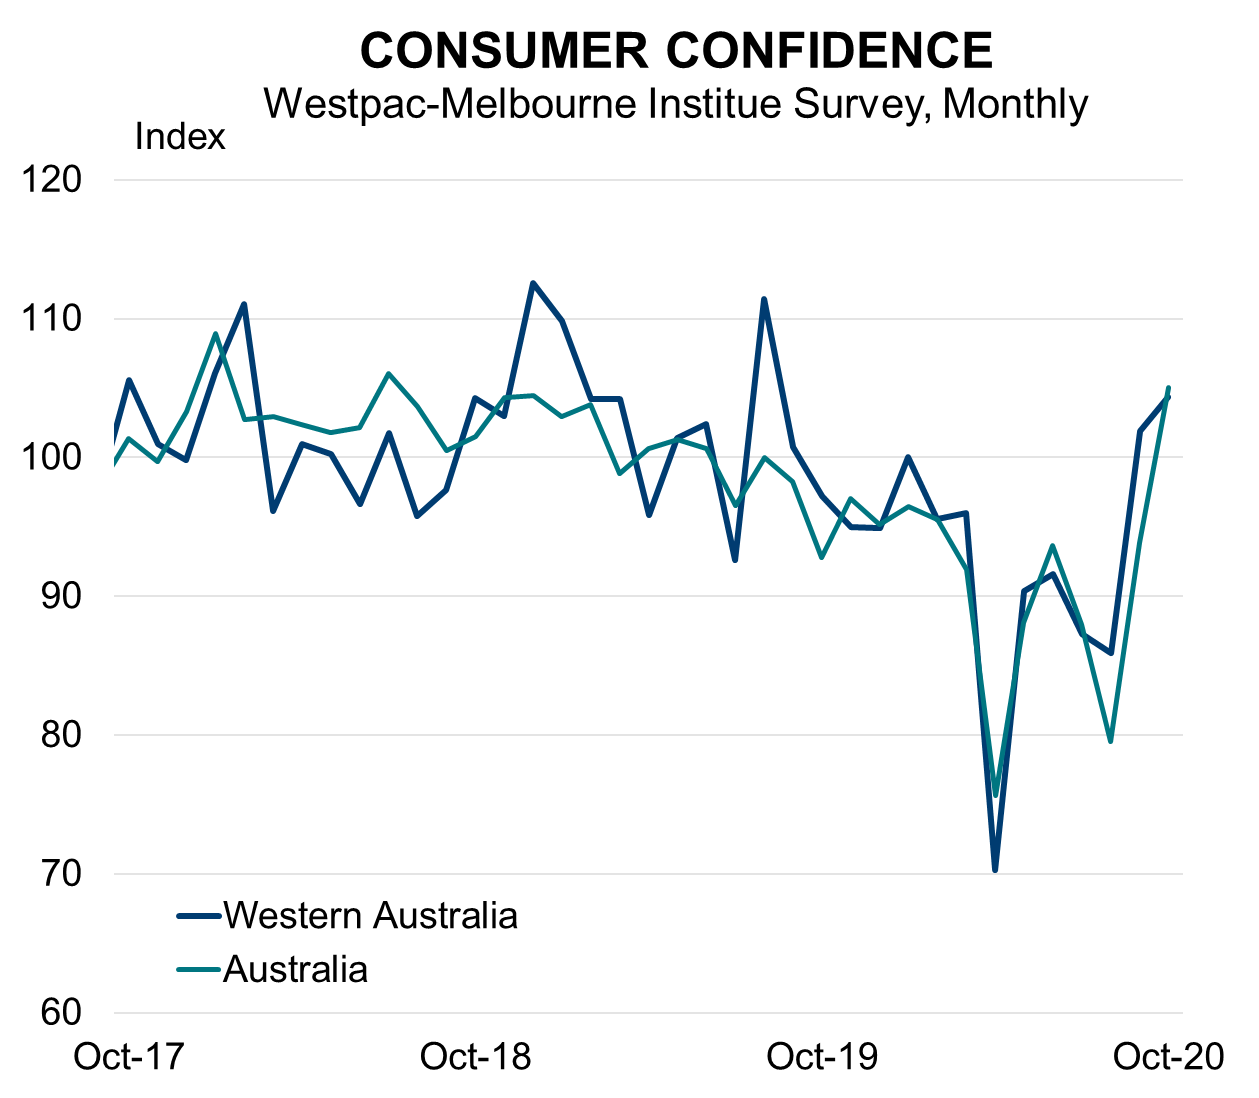 CONSUMER CONFIDENCE
Westpac-Melbourne Institue Survey, Monthly
Index
120
110
100
90
80
70
60
Western Australia
Australia
Oct-17 Oct-18 Oct-19 Oct-20